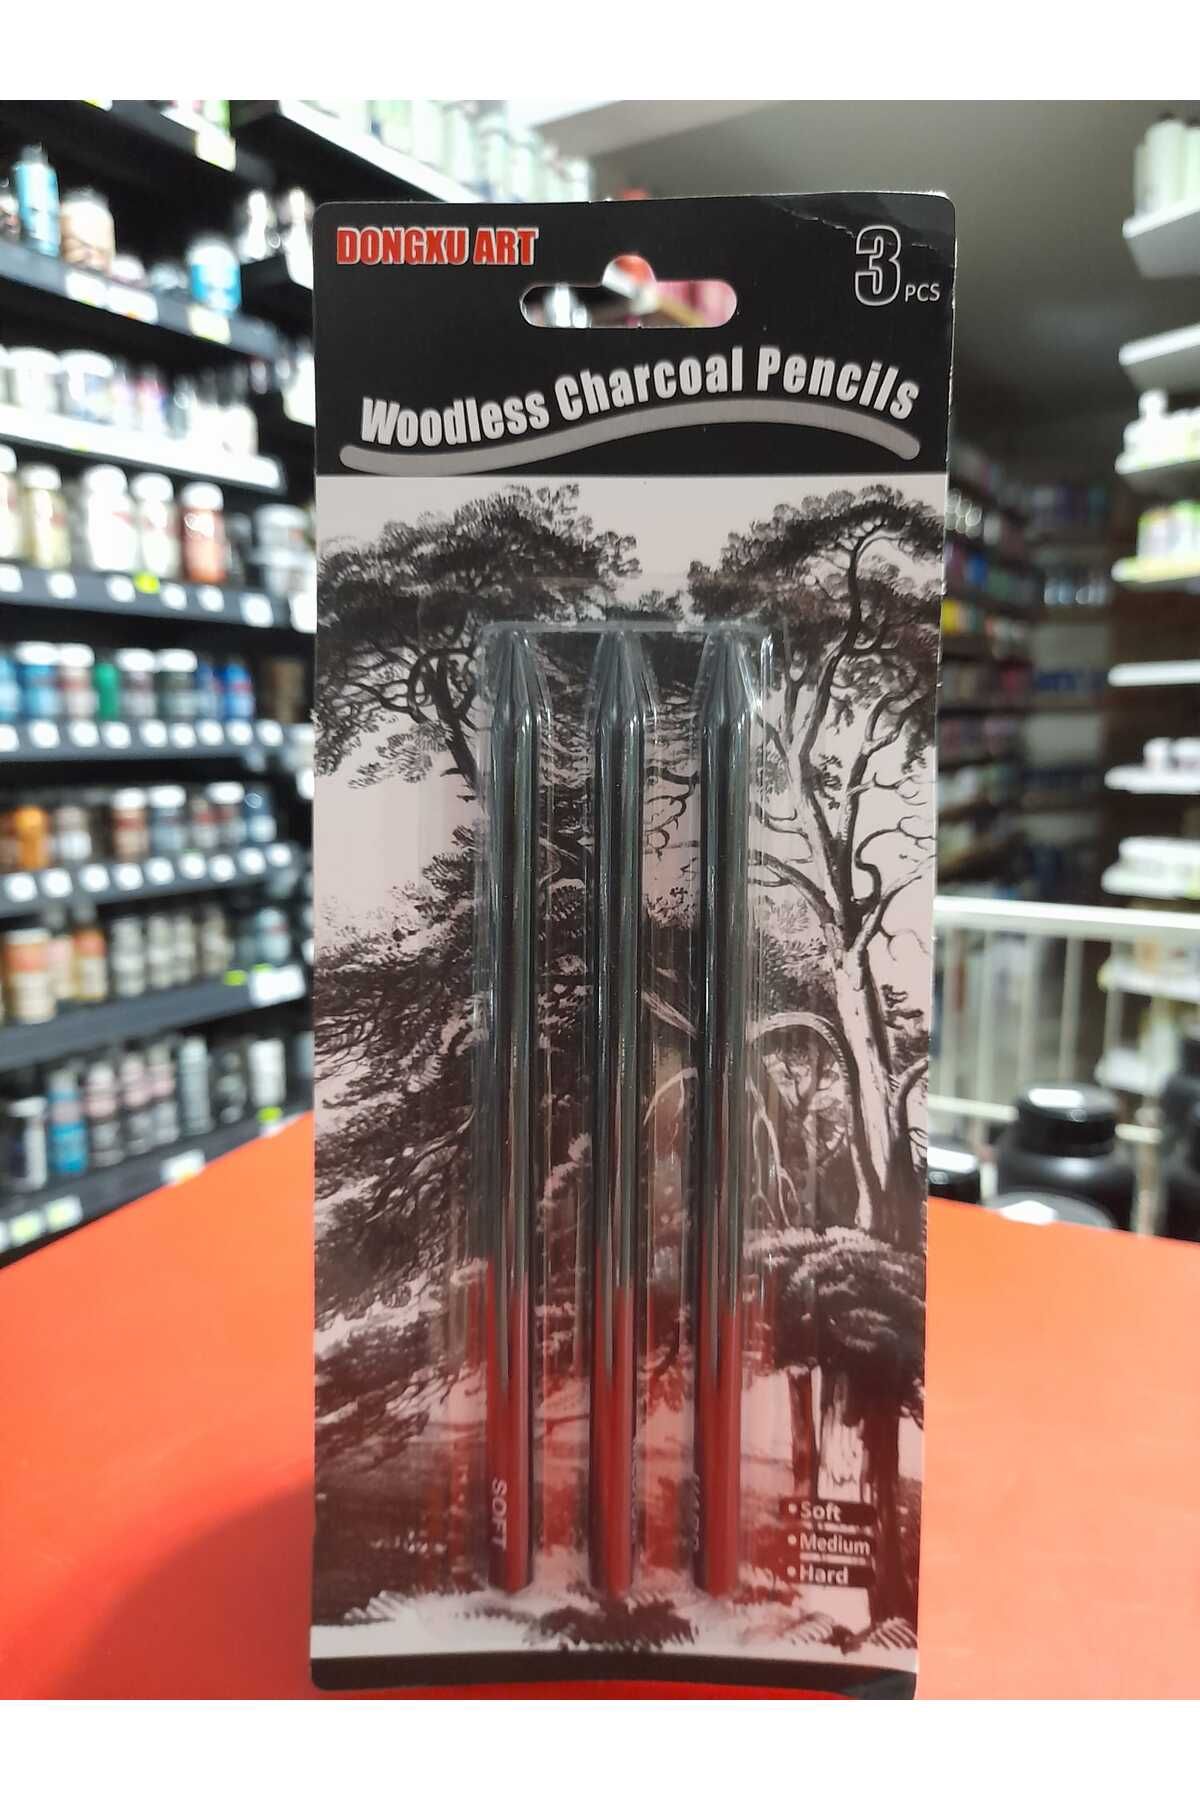 DONGXU ART
3 PCS
Woodless Charcoal Pencils
SOFT
• Soft
• Medium
• Hard